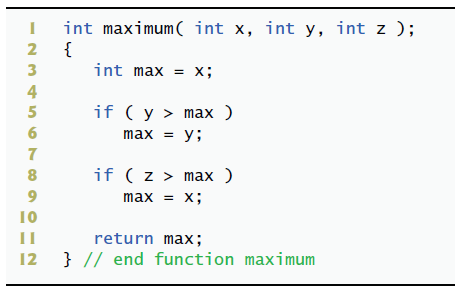 1 int maximum( int x, int y, int z );
2 {
3 int max = x;
4
5 if ( y > max )
6 max = y;
7
8 if ( z > max )
9 max = x;
10
11 return max;
12 } // end function maximum